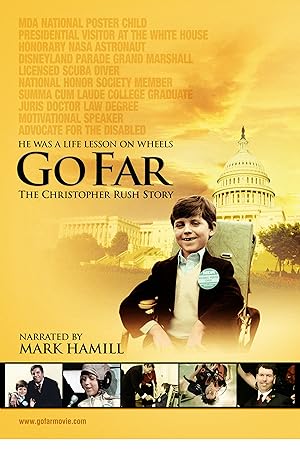 MDA NATIONAL POSTER CHILD
PRESIDENTIAL VISITOR AT THE WHITE HOUSE
HONORARY NASA ASTRONAUT
DISNEYLAND PARADE GRAND MARSHALL
LICENSED SCUBA DIVER
NATIONAL HONOR SOCIETY MEMBER
SUMMA CUM LAUDE COLLEGE GRADUATE
JURIS DOCTOR LAW DEGREE
MOTIVATIONAL SPEAKER
ADVOCATE FOR THE DISABLED
HE WAS A LIFE LESSON ON WHEELS
GO FAR
THE CHRISTOPHER RUSH STORY
NARRATED BY
MARK HAMILL
www.gofarmovie.com